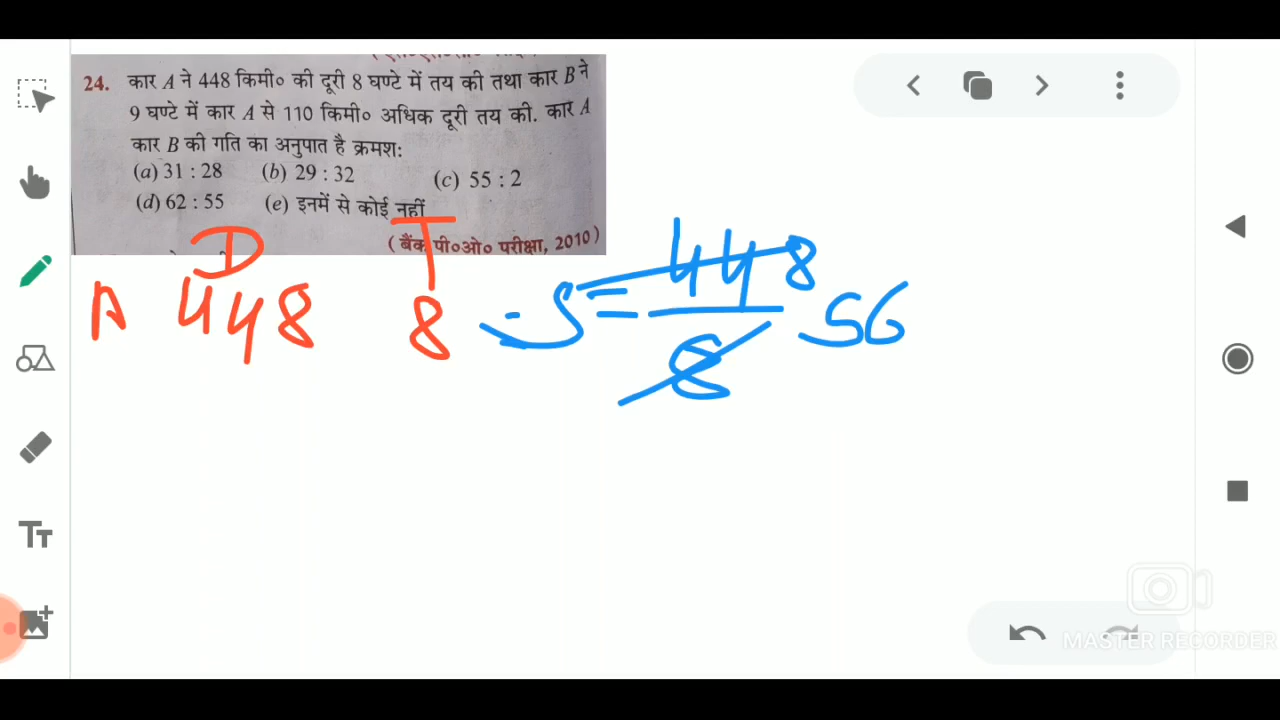 24. कार A ने 448 किमी० की दूरी 8 घण्टे में तय की तथा कार B ने
9 घण्टे में कार A से 110 किमी० अधिक दूरी तय की. कार A
कार B की गति का अनुपात है क्रमश:
(a) 31 : 28 (b) 29 : 32 (c) 55 : 2
(d) 62 : 55 (e) इनमें से कोई नहीं
(बैंक पी०ओ० परीक्षा, 2010)
D T
A 448 8 S = 448 56
8
Tт
MASTER RECORDER